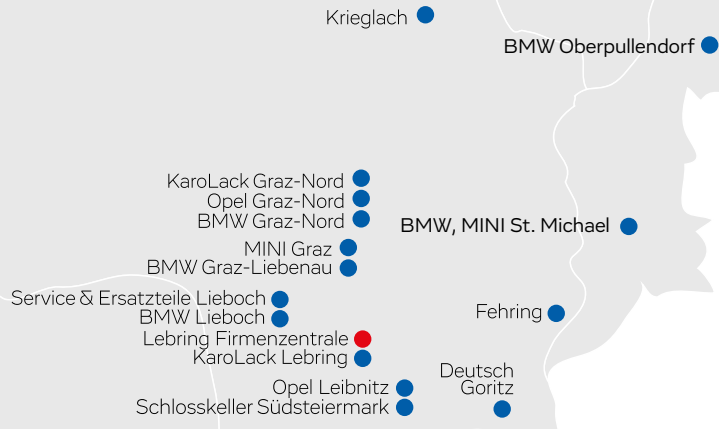 Krieglach
BMW Oberpullendorf
KaroLack Graz-Nord
Opel Graz-Nord
BMW Graz-Nord
BMW, MINI St. Michael
MINI Graz
BMW Graz-Liebenau
Service & Ersatzteile Lieboch
BMW Lieboch
Fehring
Lebring Firmenzentrale
KaroLack Lebring
Deutsch
Goritz
Opel Leibnitz
Schlosskeller Südsteiermark